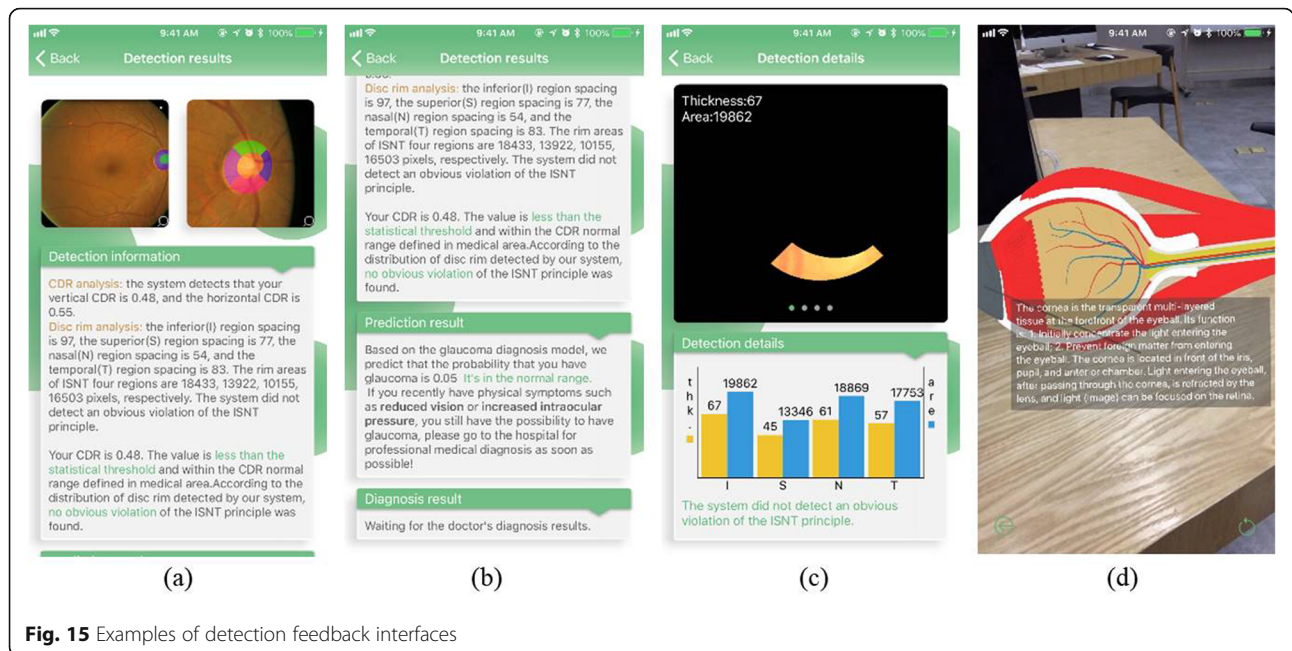 9:41 AM 100%
Back Detection results
Detection information
CDR analysis: the system detects that your
vertical CDR is 0.48, and the horizontal CDR is
0.55.
Disc rim analysis: the inferior(I) region spacing
is 97, the superior(S) region spacing is 77, the
nasal(N) region spacing is 54, and the
temporal(T) region spacing is 83. The rim areas
of ISNT four regions are 18433, 13922, 10155,
16503 pixels, respectively. The system did not
detect an obvious violation of the ISNT
principle.
Your CDR is 0.48. The value is less than the
statistical threshold and within the CDR normal
range defined in medical area.According to the
distribution of disc rim detected by our system,
no obvious violation of the ISNT principle was
found.
(a)
9:41 AM 100%
Back Detection results
Disc rim analysis: the inferior(I) region spacing
is 97, the superior(S) region spacing is 77, the
nasal(N) region spacing is 54, and the
temporal(T) region spacing is 83. The rim areas
of ISNT four regions are 18433, 13922, 10155,
16503 pixels, respectively. The system did not
detect an obvious violation of the ISNT
principle.
Your CDR is 0.48. The value is less than the
statistical threshold and within the CDR normal
range defined in medical area.According to the
distribution of disc rim detected by our system,
no obvious violation of the ISNT principle was
found.
Prediction result
Based on the glaucoma diagnosis model, we
predict that the probability that you have
glaucoma is 0.05 It's in the normal range.
If you recently have physical symptoms such
as reduced vision or increased intraocular
pressure, you still have the possibility to have
glaucoma, please go to the hospital for
professional medical diagnosis as soon as
possible!
Diagnosis result
Waiting for the doctor's diagnosis results.
(b)
9:41 AM 100%
Back Detection details
Thickness:67
Area:19862
Detection details
thk. area
67 19862 45 13346 61 18869 57 17753
I S N T
The system did not detect an obvious
violation of the ISNT principle.
(c)
9:41 AM 100%
The cornea is the transparent multi-layered
tissue at the forefront of the eyeball. Its function
is: 1. Initially concentrate the light entering the
eyeball; 2. Prevent foreign matter from entering
the eyeball. The cornea is located in front of the iris,
pupil, and anter or chamber. Light entering the eyeball,
after passing through the cornea, is refracted by the
lens, and light (image) can be focused on the retina.
(d)
Fig. 15 Examples of detection feedback interfaces